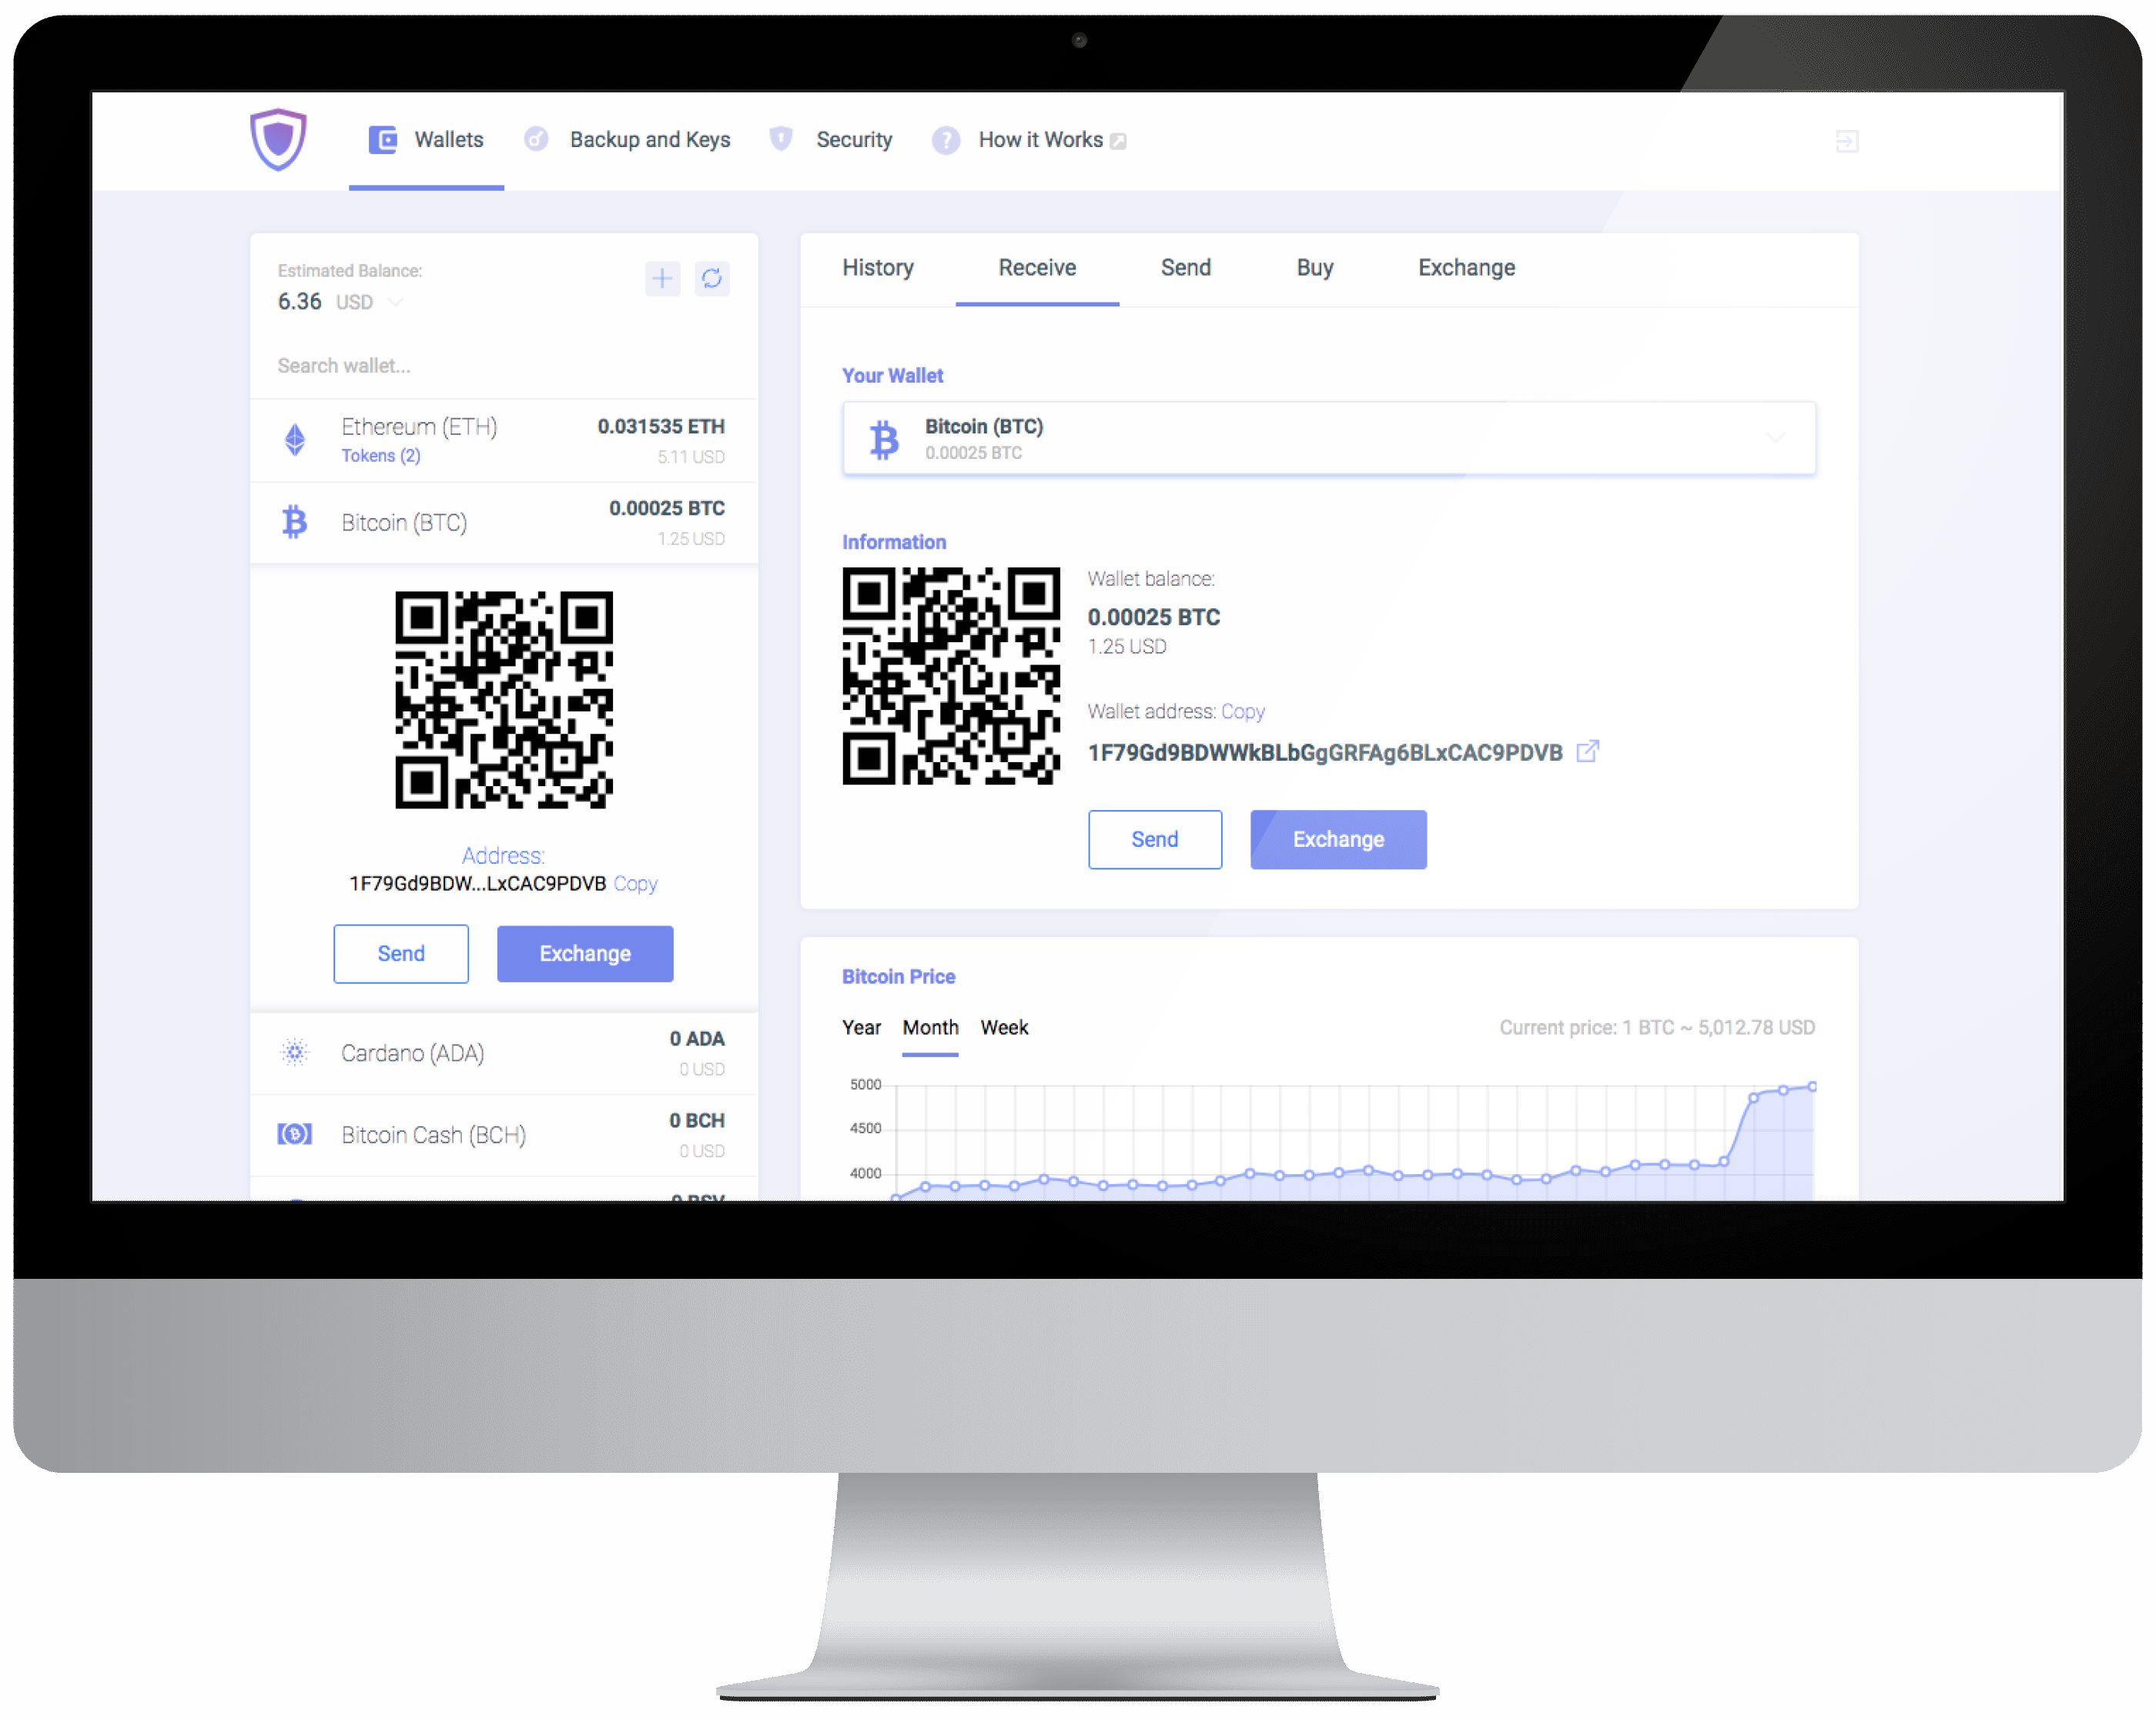 Wallets
Backup and Keys
Security
How it Works
Estimated Balance:
6.36 USD
Search wallet...
Ethereum (ETH)
0.031535 ETH
Tokens (2)
5.11 USD
Bitcoin (BTC)
0.00025 BTC
1.25 USD
Address:
1F79Gd9BDW...LxCAC9PDVB Copy
Send
Exchange
Cardano (ADA)
0 ADA
0 USD
Bitcoin Cash (BCH)
0 BCH
0 USD
0 BSV
History
Receive
Send
Buy
Exchange
Your Wallet
Bitcoin (BTC)
0.00025 BTC
Information
Wallet balance:
0.00025 BTC
1.25 USD
Wallet address: Copy
1F79Gd9BDWWkBLbGgGRFAg6BLxCAC9PDVB
Send
Exchange
Bitcoin Price
Year
Month
Week
Current price: 1 BTC ~ 5,012.78 USD
5000
4500
4000